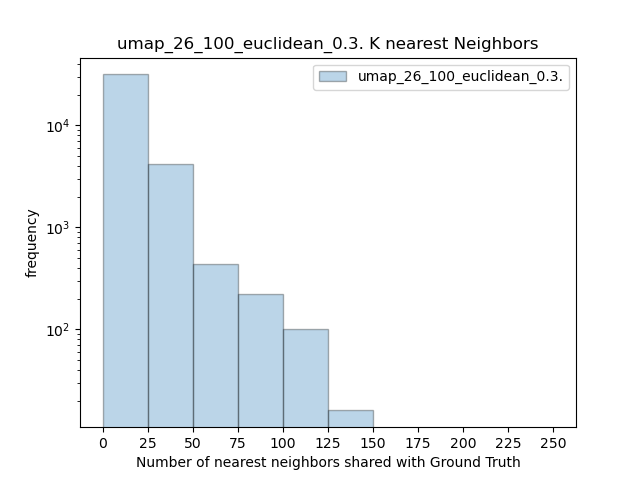 umap_26_100_euclidean_0.3. K nearest Neighbors
umap_26_100_euclidean_0.3.
frequency
10^4
10^3
10^2
0 25 50 75 100 125 150 175 200 225 250
Number of nearest neighbors shared with Ground Truth